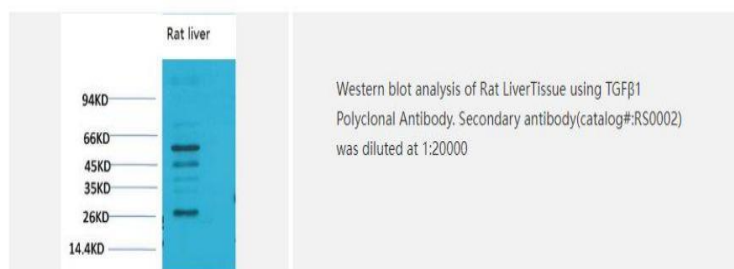 Rat liver
94KD
66KD
45KD
35KD
26KD
14.4KD
Western blot analysis of Rat LiverTissue using TGFβ1
Polyclonal Antibody. Secondary antibody(catalog#:RS0002)
was diluted at 1:20000